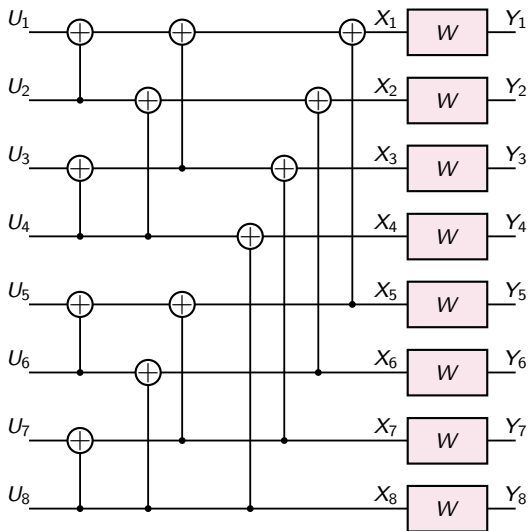 U1 X1 W Y1
U2 X2 W Y2
U3 X3 W Y3
U4 X4 W Y4
U5 X5 W Y5
U6 X6 W Y6
U7 X7 W Y7
U8 X8 W Y8